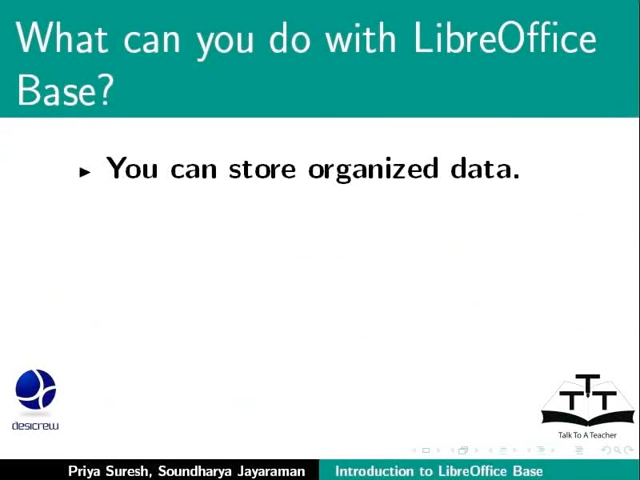 What can you do with LibreOffice
Base?
You can store organized data.
desicrew
TTT
Talk To A Teacher
Priya Suresh, Soundharya Jayaraman
Introduction to LibreOffice Base